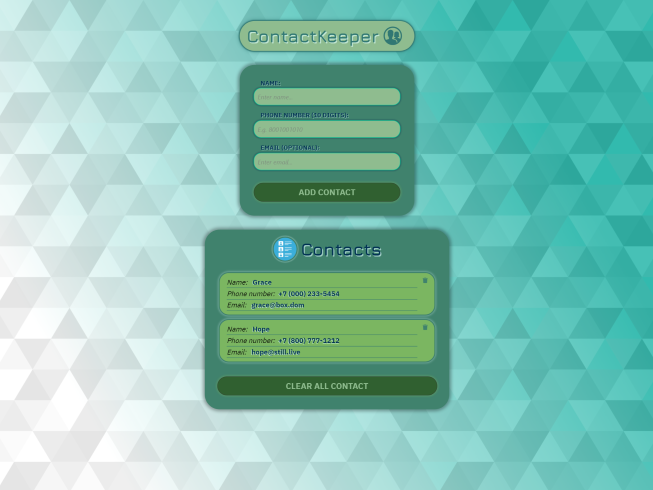 ContactKeeper
NAME:
Enter name...
PHONE NUMBER (10 DIGITS):
EMAIL (OPTIONAL):
Enter email...
ADD CONTACT
Contacts
Name: Grace
Phone number: +7 (000) 233-5454
Email: grace@box.dom
Name: Hope
Phone number: +7 (800) 777-1212
Email: hope@still.live
CLEAR ALL CONTACT